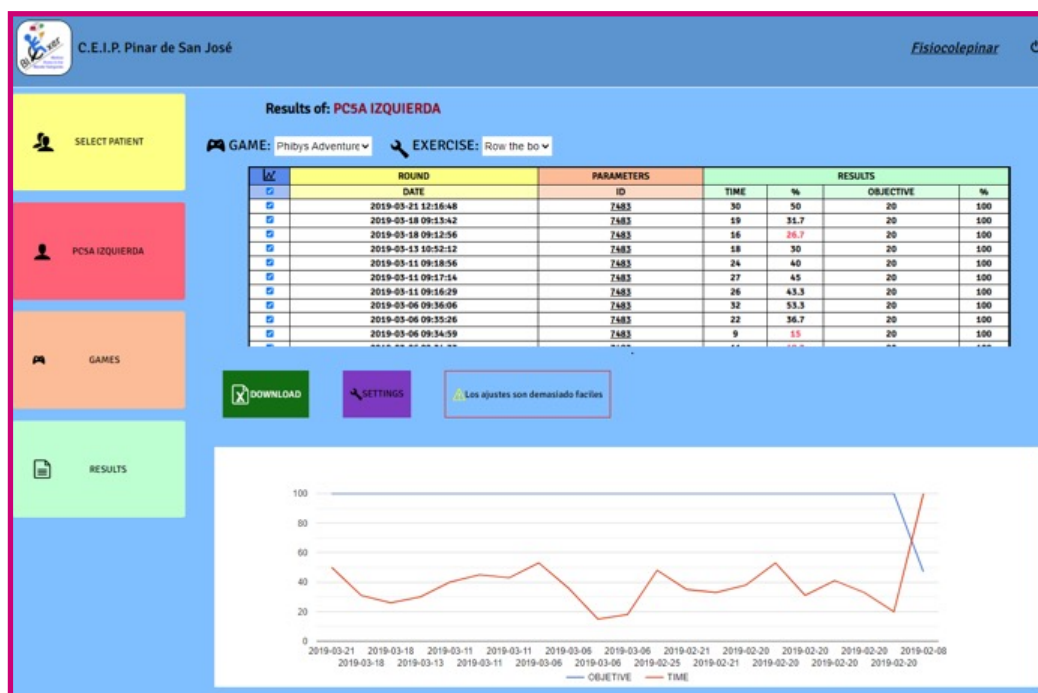 C.E.I.P. Pinar de San José
Fisiocolepinar
SELECT PATIENT
PC5A IZQUIERDA
GAMES
RESULTS
Results of: PC5A IZQUIERDA
GAME: Phibys Adventure EXERCISE: Row the bo
ROUND PARAMETERS RESULTS
DATE ID TIME % OBJECTIVE %
2019-03-21 12:16:48 7483 30 50 20 100
2019-03-18 09:13:42 7483 19 31.7 20 100
2019-03-18 09:12:56 7483 16 26.7 20 100
2019-03-13 10:52:12 7483 18 30 20 100
2019-03-11 09:18:56 7483 24 40 20 100
2019-03-11 09:17:14 7483 27 45 20 100
2019-03-11 09:16:29 7483 26 43.3 20 100
2019-03-06 09:36:06 7483 32 53.3 20 100
2019-03-06 09:35:26 7483 22 36.7 20 100
2019-03-06 09:34:59 7483 9 15 20 100
DOWNLOAD
SETTINGS
Los ajustes son demasiado faciles
100
80
60
40
20
0
2019-03-21 2019-03-18 2019-03-11 2019-03-11 2019-03-06 2019-03-06 2019-02-21 2019-02-20 2019-02-20 2019-02-20 2019-02-08
2019-03-18 2019-03-13 2019-03-11 2019-03-06 2019-03-06 2019-02-25 2019-02-21 2019-02-20 2019-02-20 2019-02-20
OBJETIVE TIME